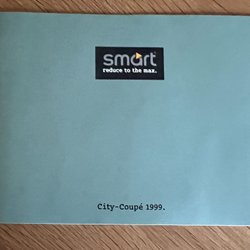 smart
reduce to the max.
City-Coupé 1999.